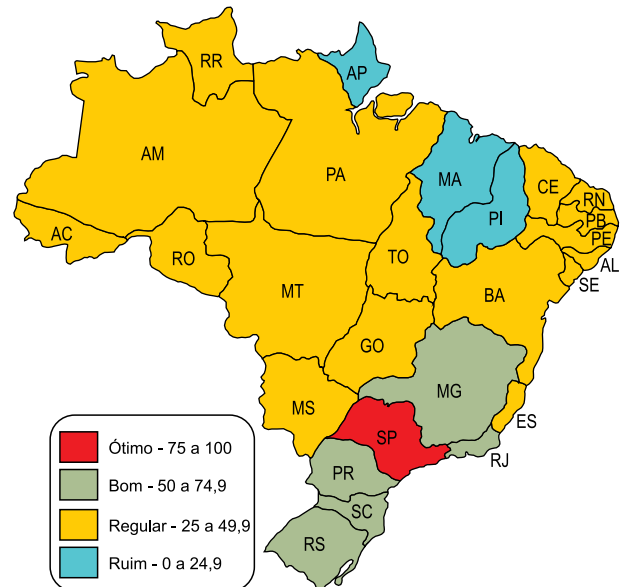 RR
AP
AM
PA
MA
CE
RN
PB
PE
AL
SE
PI
AC
RO
TO
BA
MT
GO
MG
ES
MS
SP
RJ
PR
SC
RS
Ótimo - 75 a 100
Bom - 50 a 74,9
Regular - 25 a 49,9
Ruim - 0 a 24,9